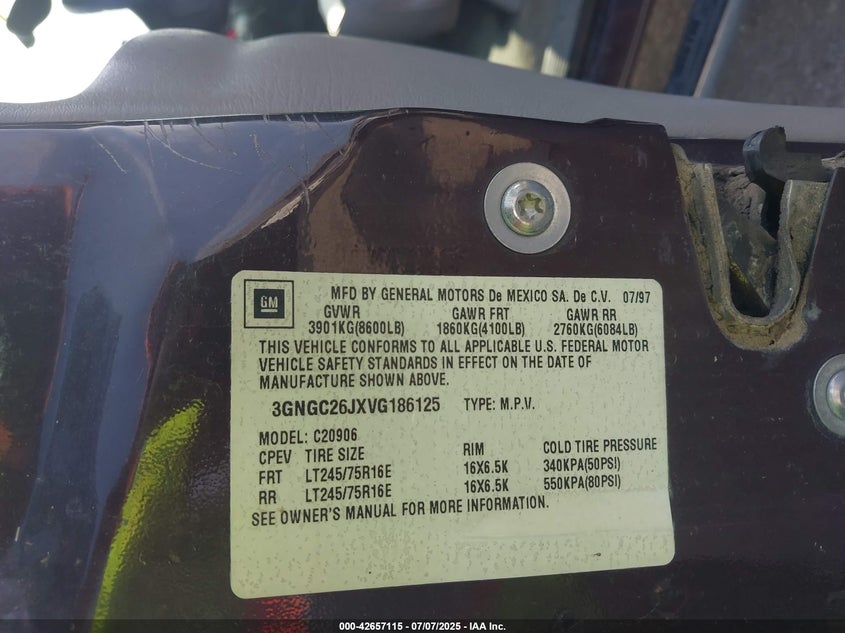 GM
MFD BY GENERAL MOTORS De MEXICO SA. De C.V. 07/97
GVWR GAWR FRT GAWR RR
3901KG(8600LB) 1860KG(4100LB) 2760KG(6084LB)
THIS VEHICLE CONFORMS TO ALL APPLICABLE U.S. FEDERAL MOTOR
VEHICLE SAFETY STANDARDS IN EFFECT ON THE DATE OF
MANUFACTURE SHOWN ABOVE.
3GNGC26JXVG186125 TYPE: M.P.V.
MODEL: C20906
CPEV TIRE SIZE RIM COLD TIRE PRESSURE
FRT LT245/75R16E 16X6.5K 340KPA(50PSI)
RR LT245/75R16E 16X6.5K 550KPA(80PSI)
SEE OWNER'S MANUAL FOR MORE INFORMATION.
000-42657115 - 07/07/2025 - IAA Inc.